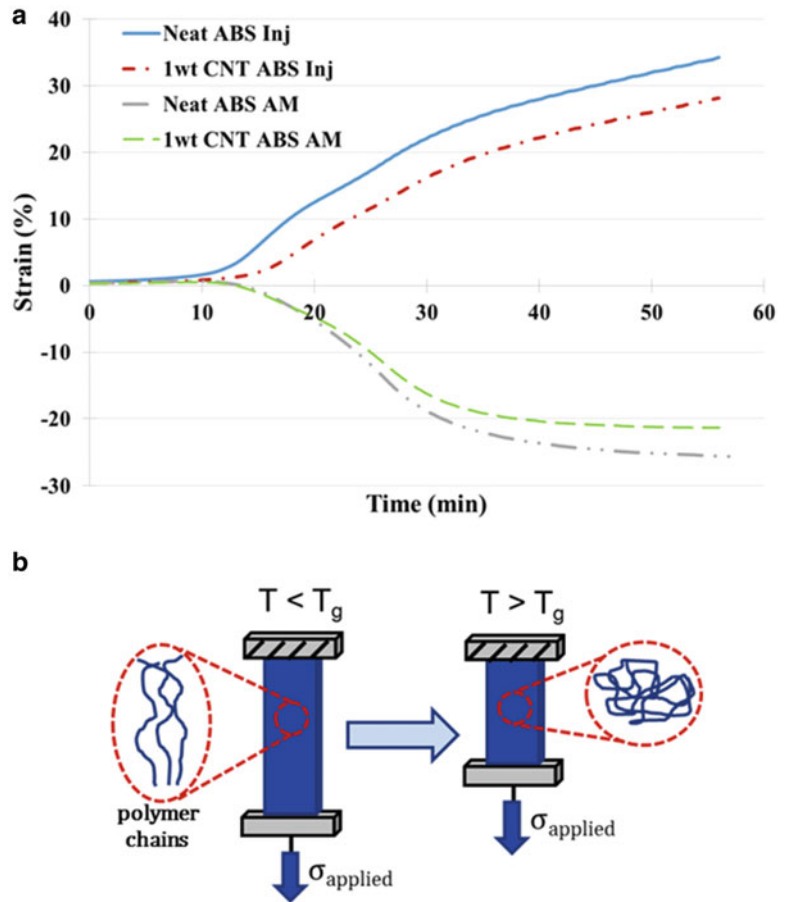 a
Neat ABS Inj
1wt CNT ABS Inj
Neat ABS AM
1wt CNT ABS AM
40
30
20
10
0
-10
-20
-30
Strain (%)
0 10 20 30 40 50 60
Time (min)
b
T < Tg
T > Tg
polymer
chains
σapplied
σapplied